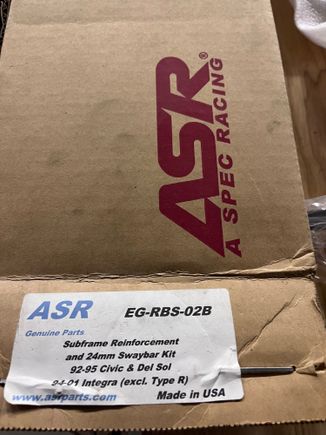 ASR®
A SPEC RACING
ASR EG-RBS-02B
Genuine Parts
Subframe Reinforcement
and 24mm Swaybar Kit
92-95 Civic & Del Sol
94-01 Integra (excl. Type R)
www.asrparts.com Made in USA